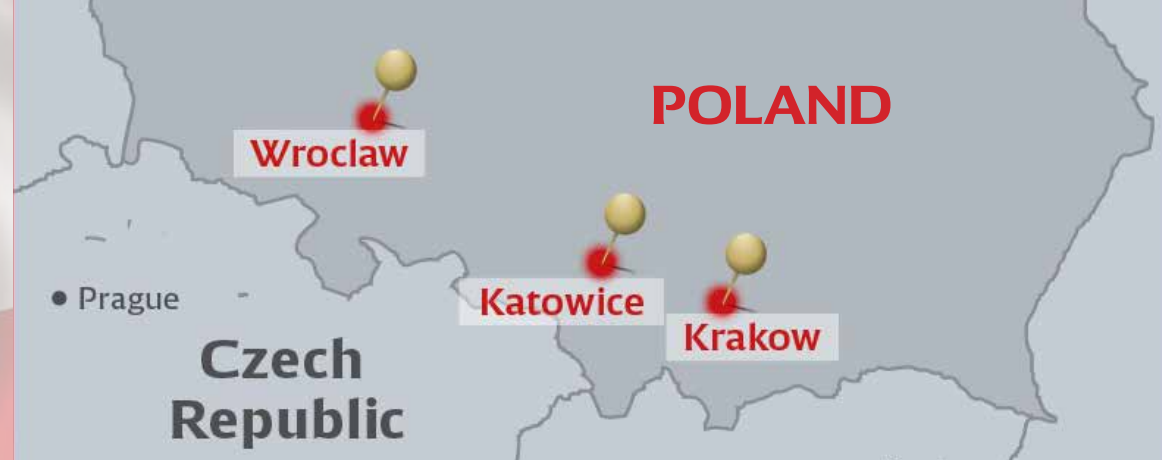 POLAND
Wroclaw
Katowice
Krakow
Prague
Czech
Republic